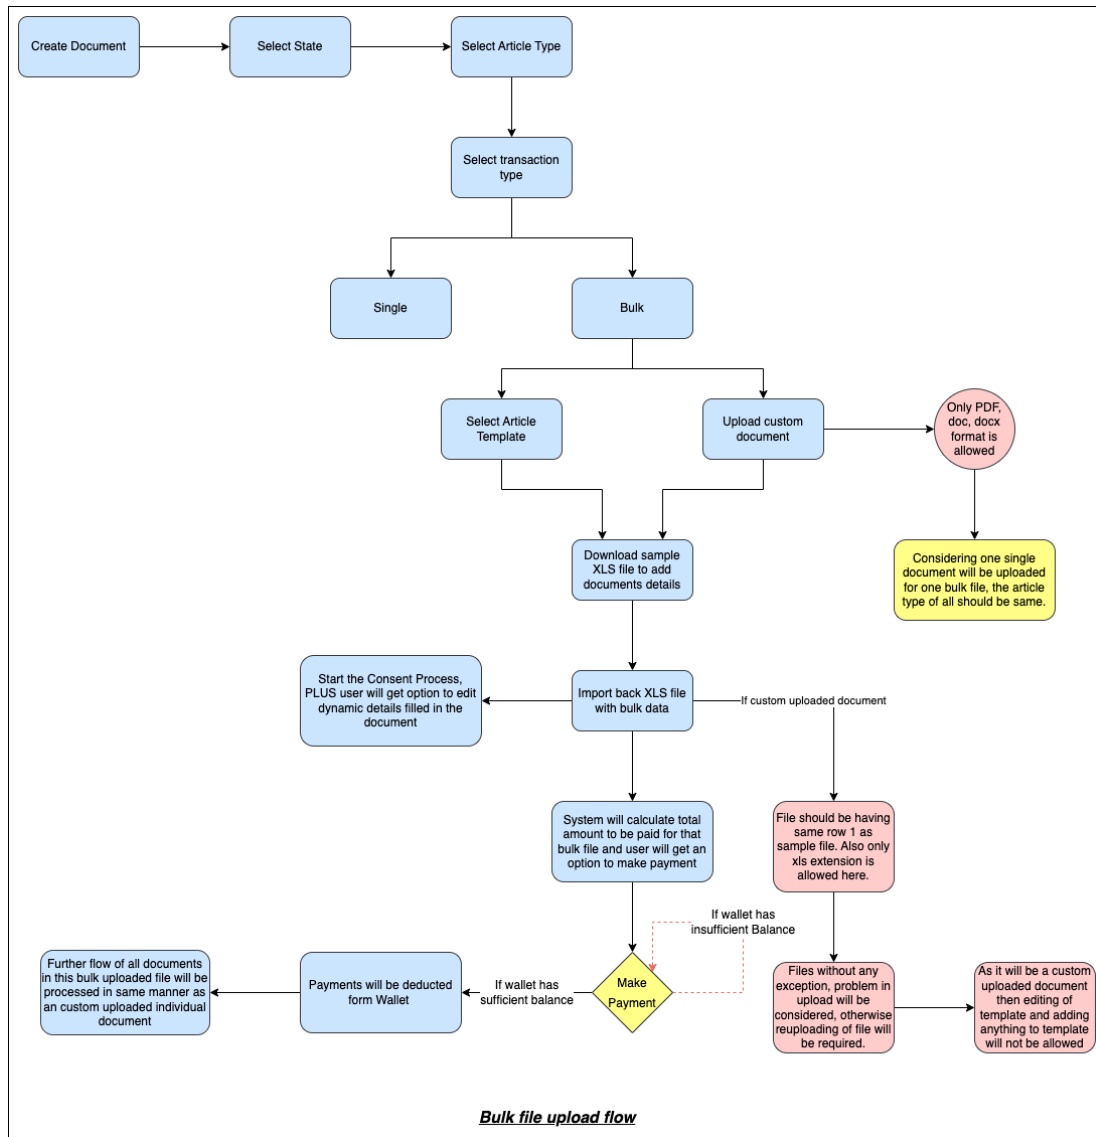 Create Document
Select State
Select Article Type
Select transaction
type
Single
Bulk
Select Article
Template
Upload custom
document
Only PDF,
doc, docx
format is
allowed
Download sample
XLS file to add
documents details
Considering one single
document will be uploaded
for one bulk file, the article
type of all should be same.
Start the Consent Process,
PLUS user will get option to edit
dynamic details filled in the
document
Import back XLS file
with bulk data
If custom uploaded document
System will calculate total
amount to be paid for that
bulk file and user will get an
option to make payment
File should be having
same row 1 as
sample file. Also only
xls extension is
allowed here.
If wallet has
insufficient Balance
Further flow of all documents
in this bulk uploaded file will be
processed in same manner as
an custom uploaded individual
document
Payments will be deducted
form Wallet
If wallet has
sufficient balance
Make
Payment
Files without any
exception, problem in
upload will be
considered, otherwise
reuploading of file will
be required.
As it will be a custom
uploaded document
then editing of
template and adding
anything to template
will not be allowed
Bulk file upload flow